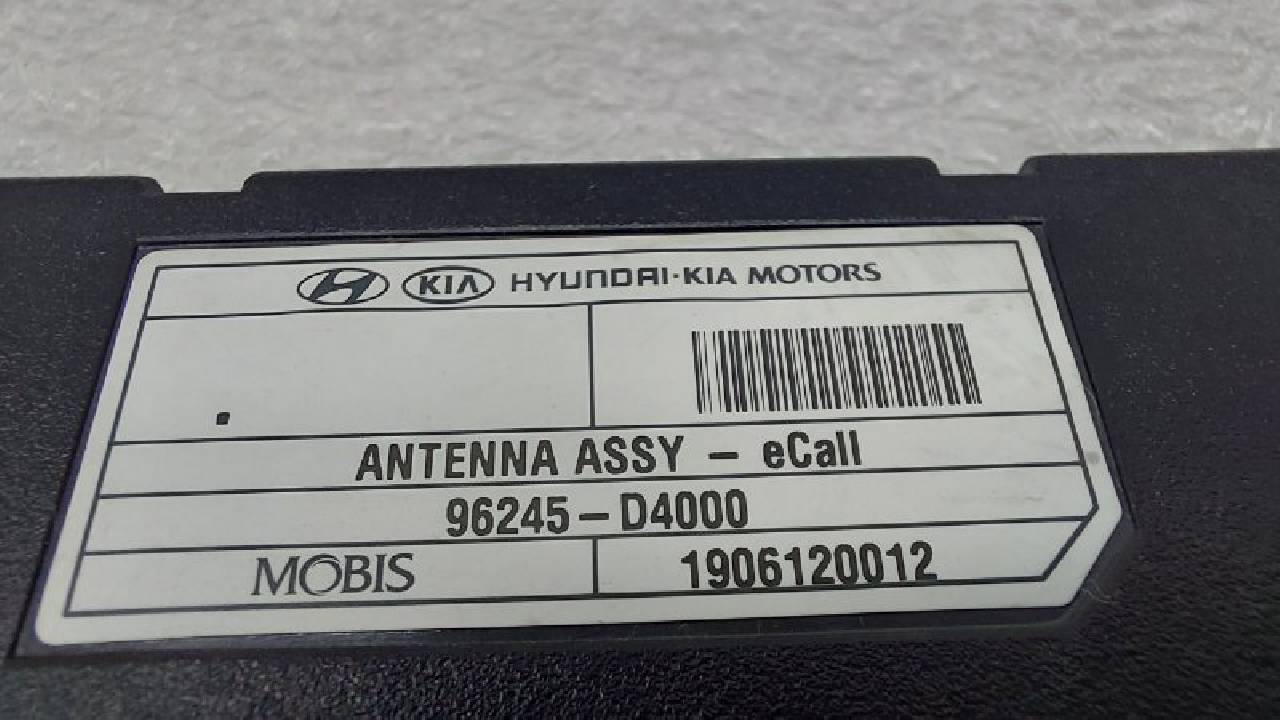 KIA HYUNDAI·KIA MOTORS
ANTENNA ASSY – eCall
96245–D4000
MOBIS 1906120012